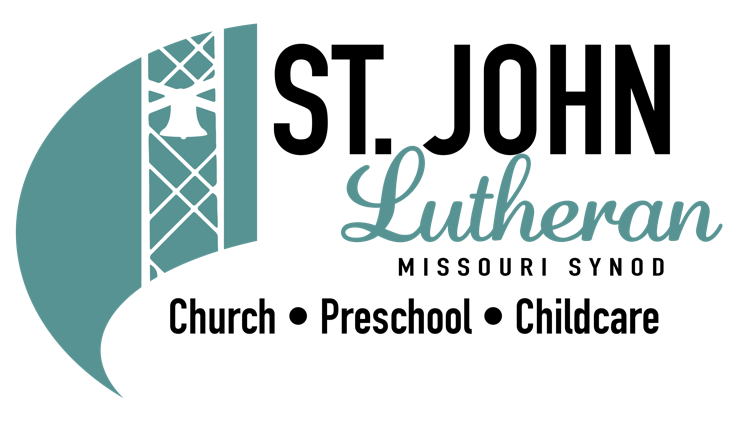 ST. JOHN
Lutheran
MISSOURI SYNOD
Church • Preschool • Childcare